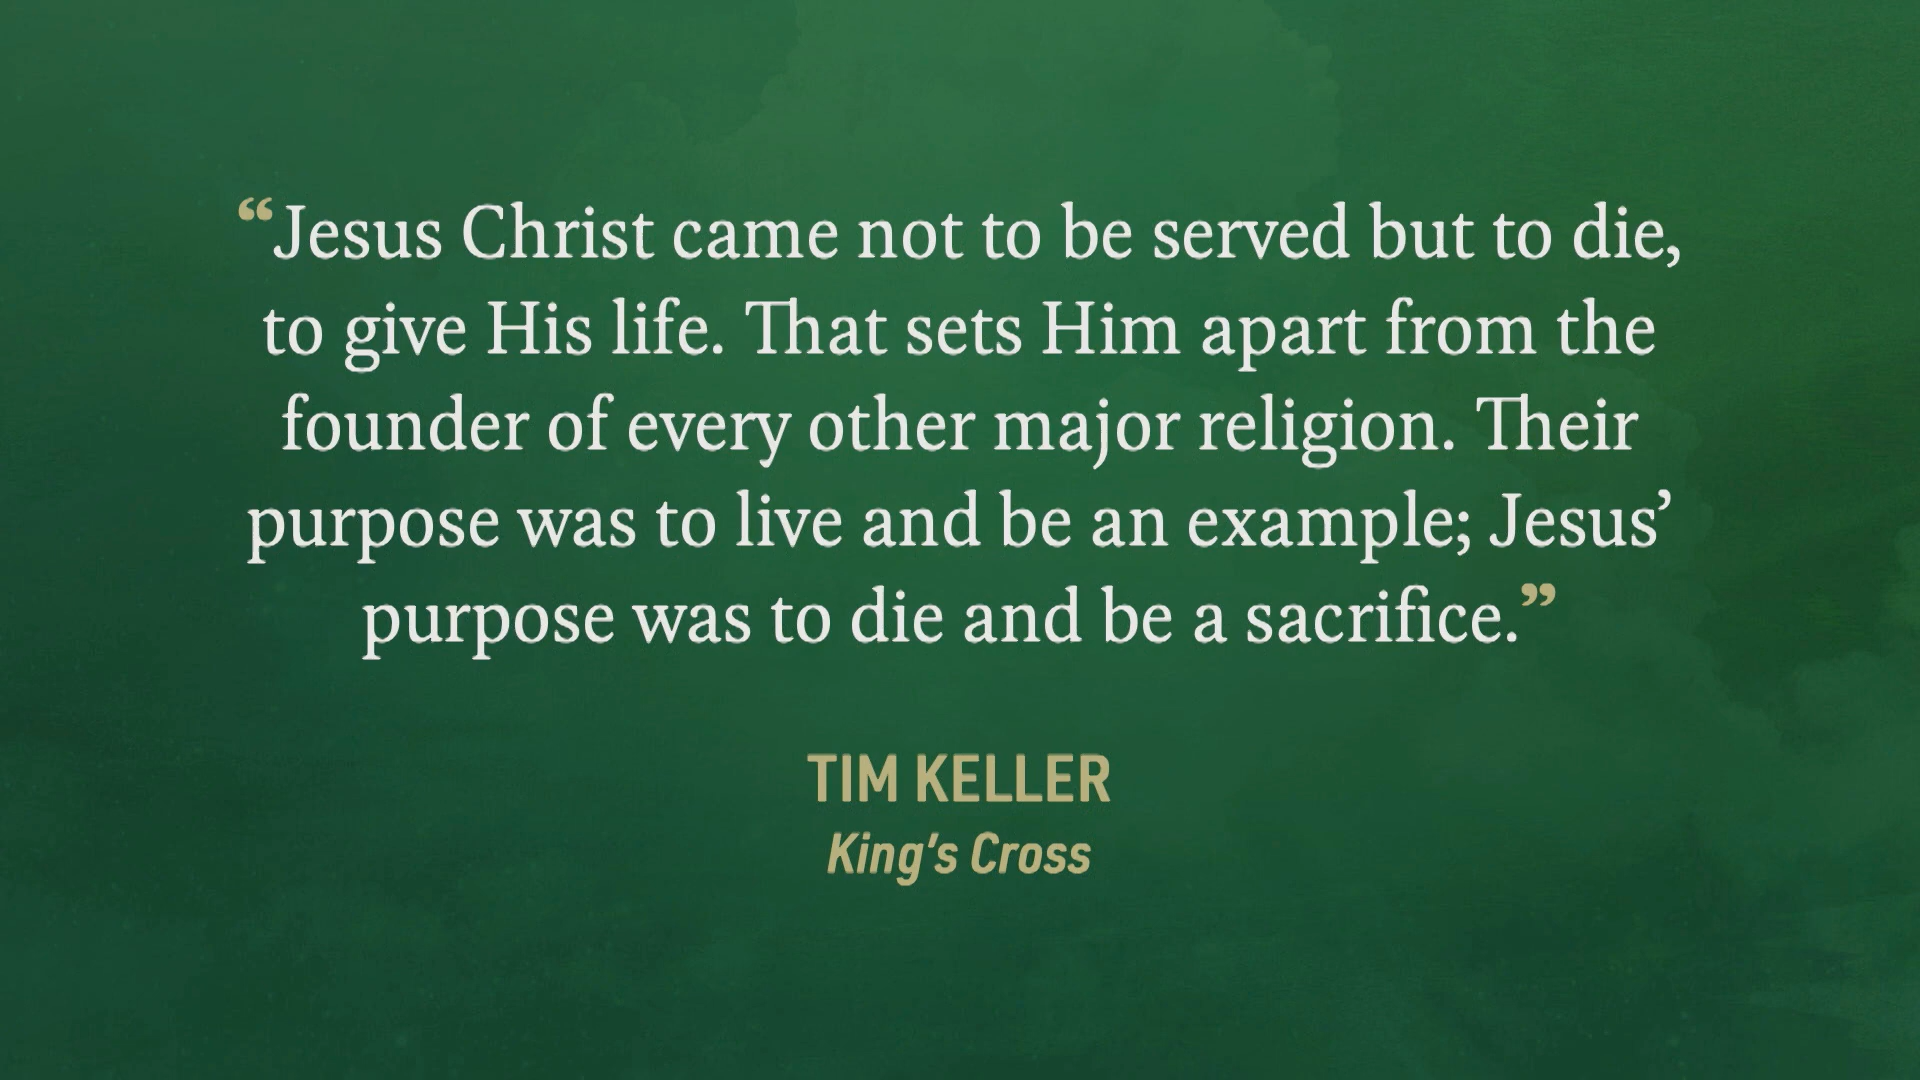 “Jesus Christ came not to be served but to die,
to give His life. That sets Him apart from the
founder of every other major religion. Their
purpose was to live and be an example; Jesus’
purpose was to die and be a sacrifice.”
TIM KELLER
King’s Cross